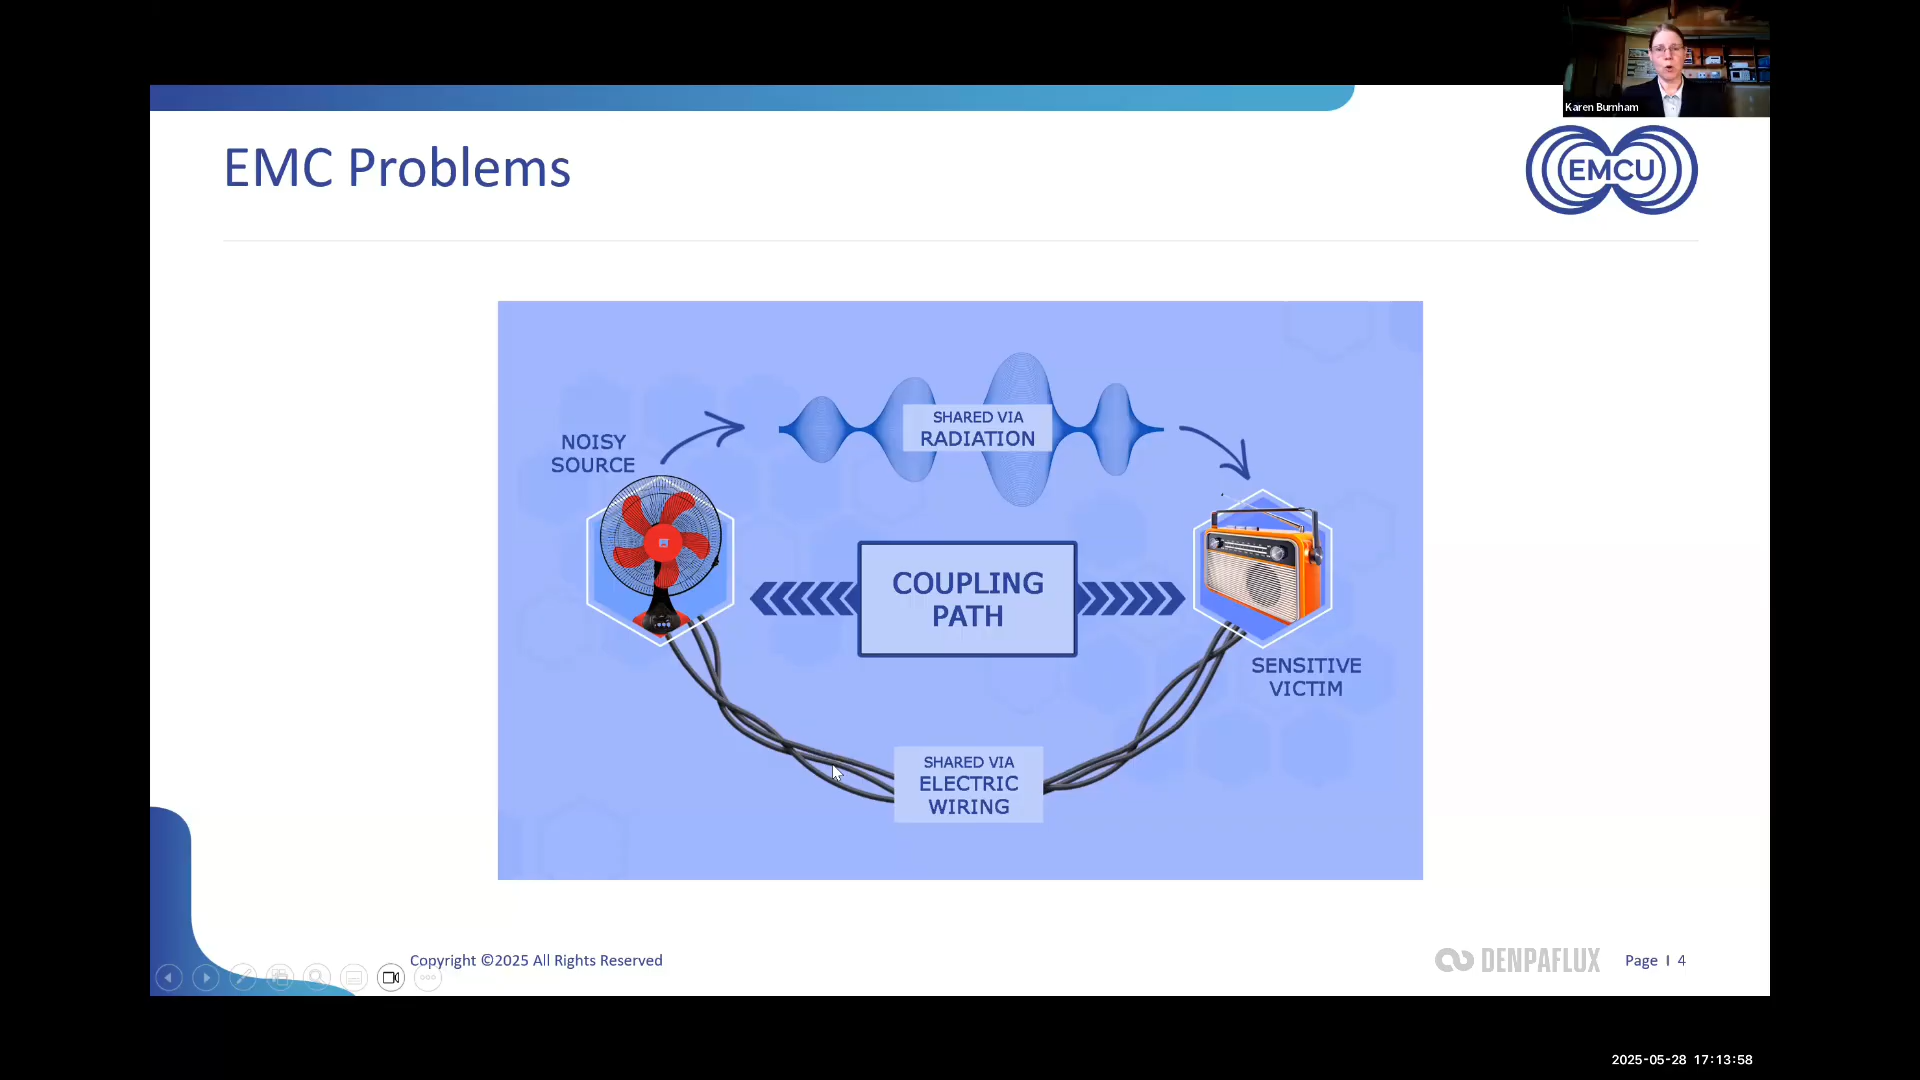 Karen Burnham
EMC Problems
EMCU
SHARED VIA
RADIATION
NOISY
SOURCE
COUPLING
PATH
SENSITIVE
VICTIM
SHARED VIA
ELECTRIC
WIRING
Copyright ©2025 All Rights Reserved
DENPAFLUX
Page | 4
2025-05-28 17:13:58